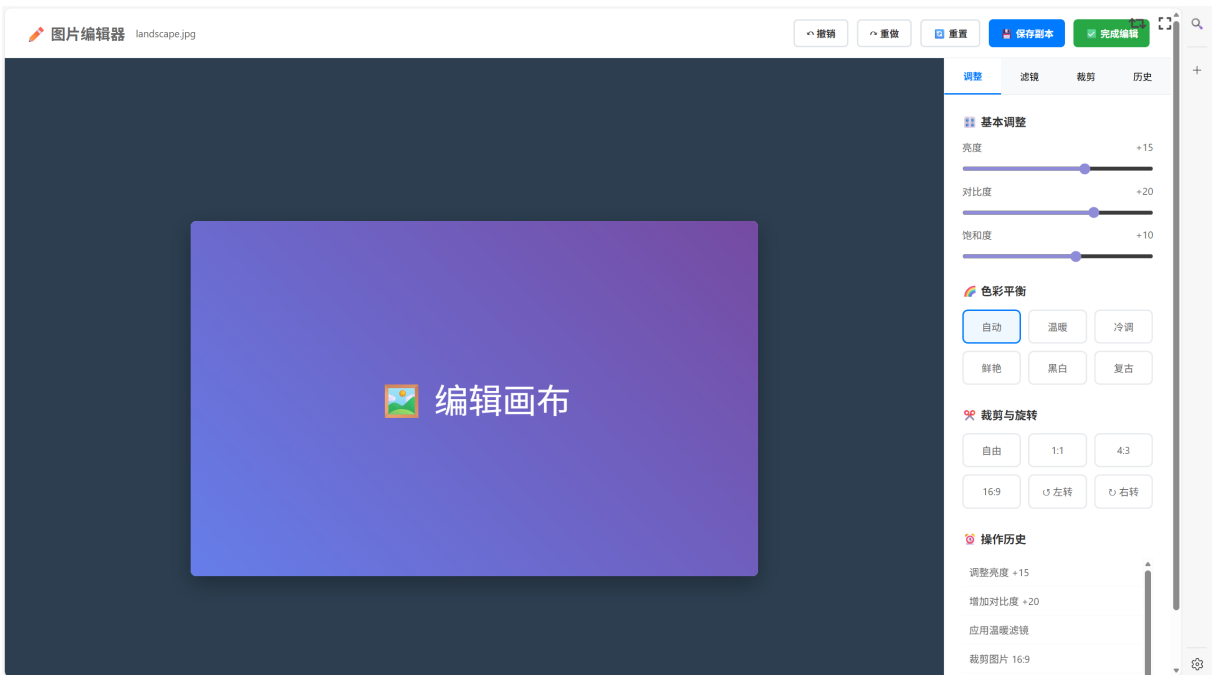 图片编辑器 landscape.jpg
撤销 重做 重置 保存副本 完成编辑
调整 滤镜 裁剪 历史
基本调整
亮度 +15
对比度 +20
饱和度 +10
色彩平衡
自动 温暖 冷调
鲜艳 黑白 复古
裁剪与旋转
自由 1:1 4:3
16:9 ↺ 左转 ↻ 右转
操作历史
调整亮度 +15
增加对比度 +20
应用温暖滤镜
裁剪图片 16:9
编辑画布